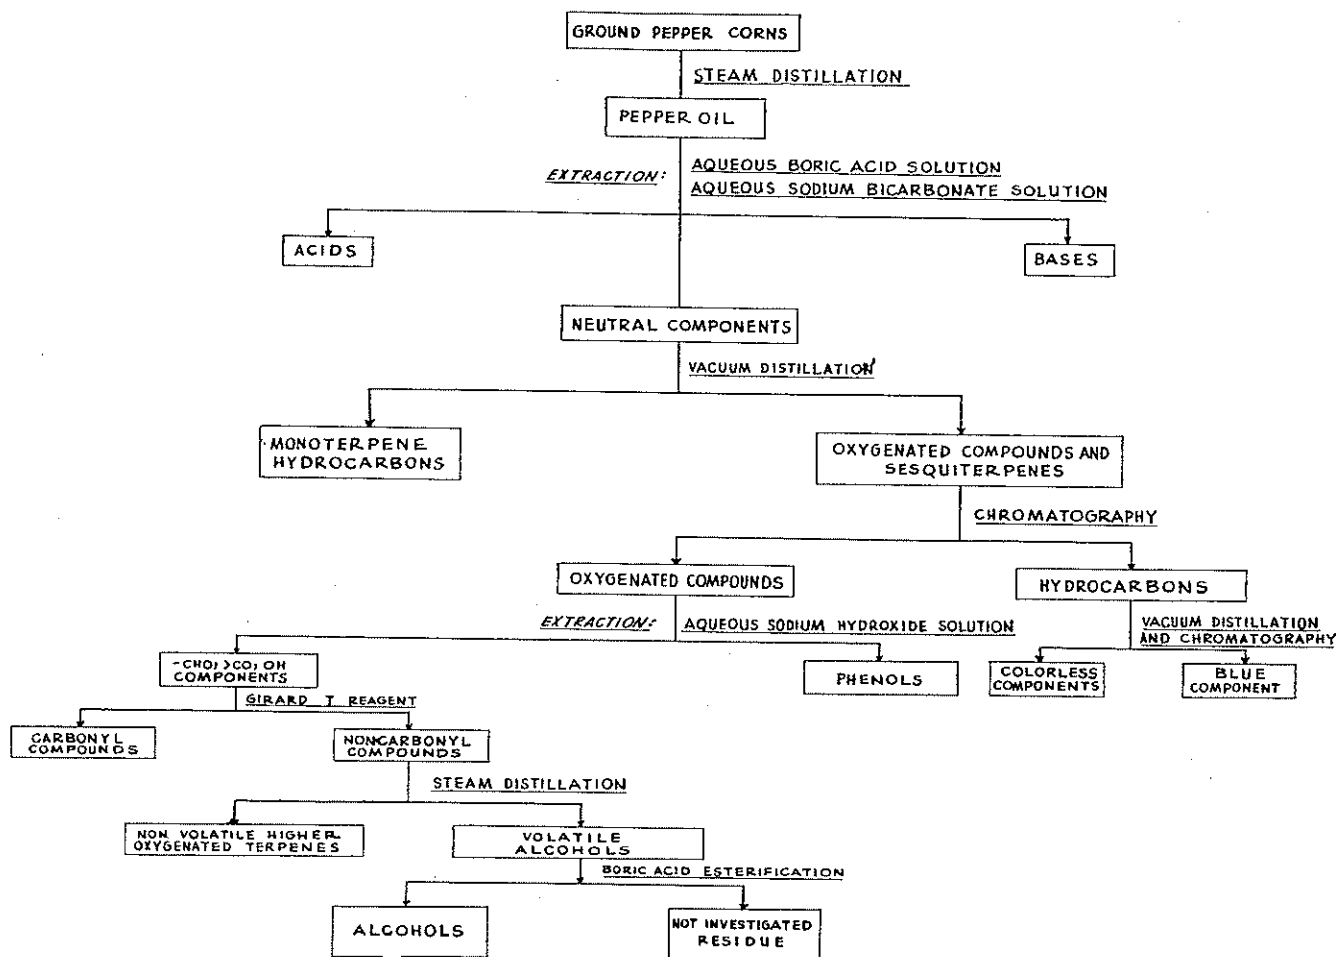 GROUND PEPPER CORNS
STEAM DISTILLATION
PEPPER OIL
EXTRACTION:
AQUEOUS BORIC ACID SOLUTION
AQUEOUS SODIUM BICARBONATE SOLUTION
ACIDS
BASES
NEUTRAL COMPONENTS
VACUUM DISTILLATION
MONOTERPENE
HYDROCARBONS
OXYGENATED COMPOUNDS AND
SESQUITERPENES
CHROMATOGRAPHY
OXYGENATED COMPOUNDS
HYDROCARBONS
EXTRACTION:
AQUEOUS SODIUM HYDROXIDE SOLUTION
VACUUM DISTILLATION
AND CHROMATOGRAPHY
-CHO, >CO, OH
COMPONENTS
PHENOLS
COLORLESS
COMPONENTS
BLUE
COMPONENT
GIRARD T REAGENT
CARBONYL
COMPOUNDS
NONCARBONYL
COMPOUNDS
STEAM DISTILLATION
NON VOLATILE HIGHER
OXYGENATED TERPENES
VOLATILE
ALCOHOLS
BORIC ACID ESTERIFICATION
ALCOHOLS
NOT INVESTIGATED
RESIDUE